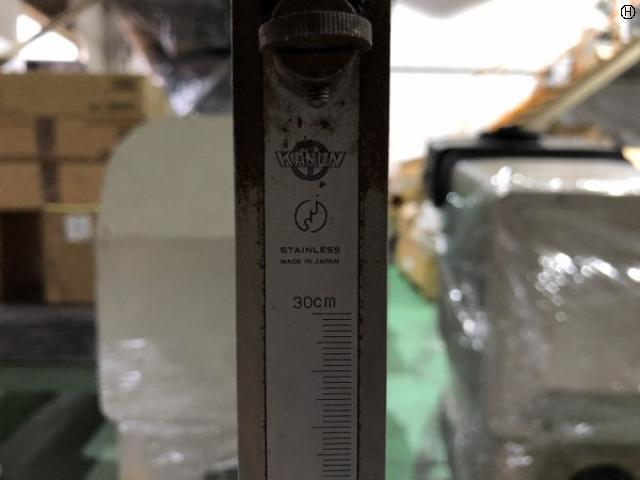 H
KANON
STAINLESS
MADE IN JAPAN
30cm